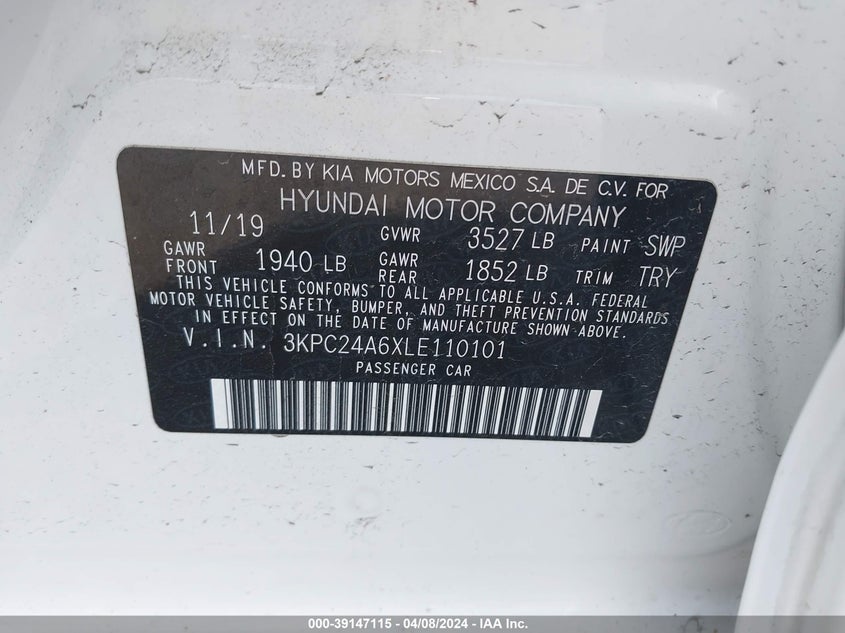 MFD. BY KIA MOTORS MEXICO S.A. DE C.V. FOR
HYUNDAI MOTOR COMPANY
11/19 GVWR 3527 LB PAINT SWP
GAWR FRONT 1940 LB GAWR REAR 1852 LB TRIM TRY
THIS VEHICLE CONFORMS TO ALL APPLICABLE U.S.A. FEDERAL
MOTOR VEHICLE SAFETY, BUMPER, AND THEFT PREVENTION STANDARDS
IN EFFECT ON THE DATE OF MANUFACTURE SHOWN ABOVE.
V.I.N. 3KPC24A6XLE110101
PASSENGER CAR
000-39147115 - 04/08/2024 - IAA Inc.